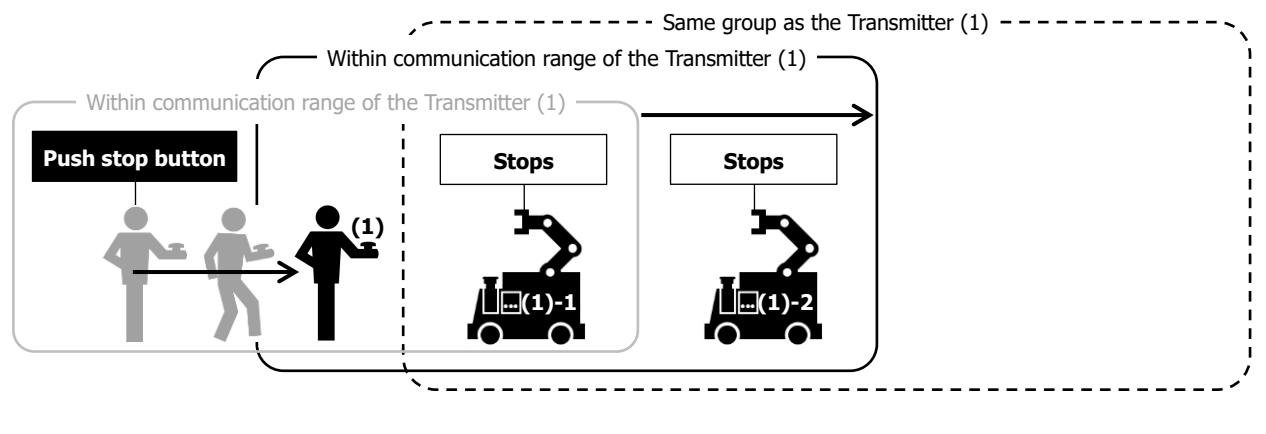 Same group as the Transmitter (1)
Within communication range of the Transmitter (1)
Within communication range of the Transmitter (1)
Push stop button
Stops
Stops
(1)
...(1)-1
...(1)-2